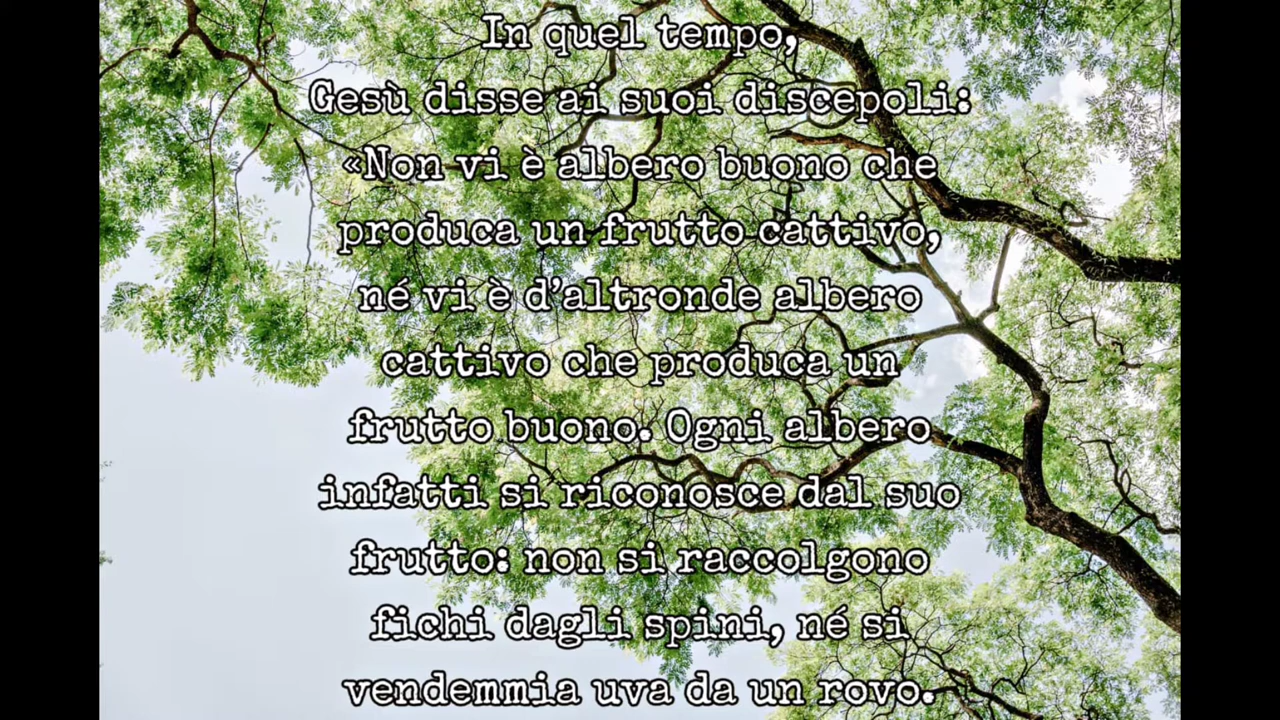 In quel tempo,
Gesù disse ai suoi discepoli:
«Non vi è albero buono che
produca un frutto cattivo,
né vi è d’altronde albero
cattivo che produca un
frutto buono. Ogni albero
infatti si riconosce dal suo
frutto: non si raccolgono
fichi dagli spini, né si
vendemmia uva da un rovo.